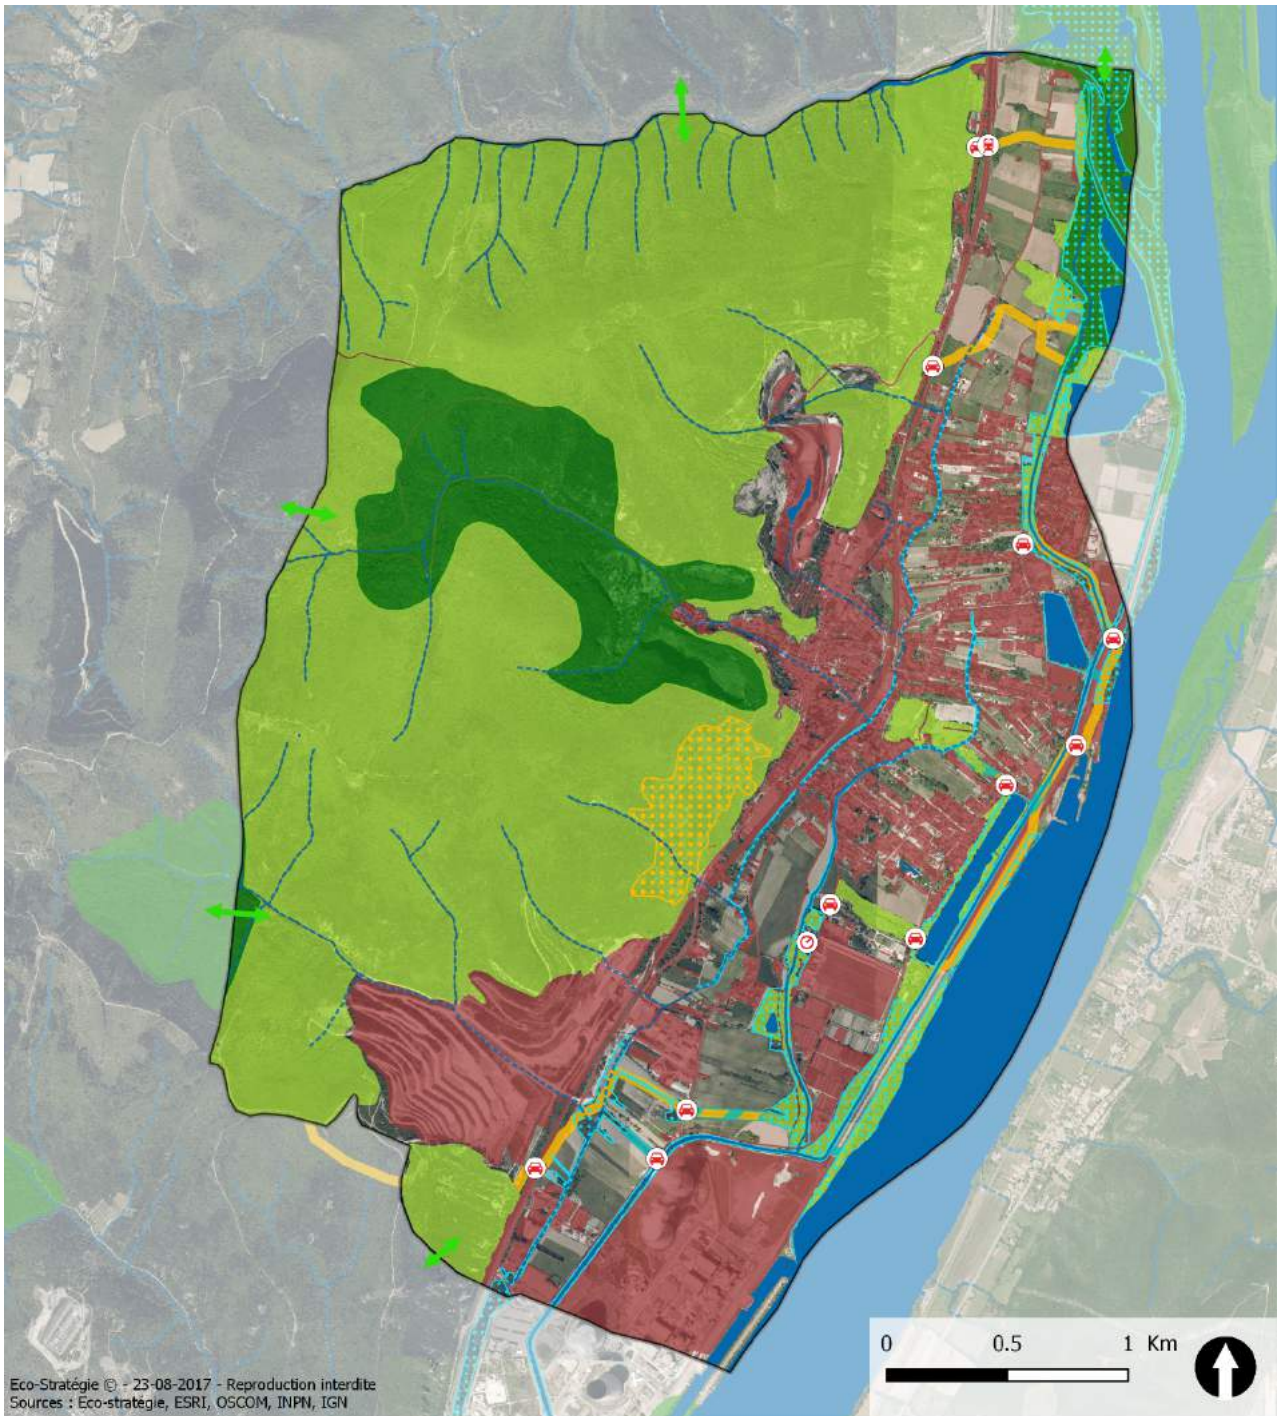 0 0.5 1 Km
Eco-Stratégie © - 23-08-2017 - Reproduction interdite
Sources : Eco-stratégie, ESRI, OSCOM, INPN, IGN